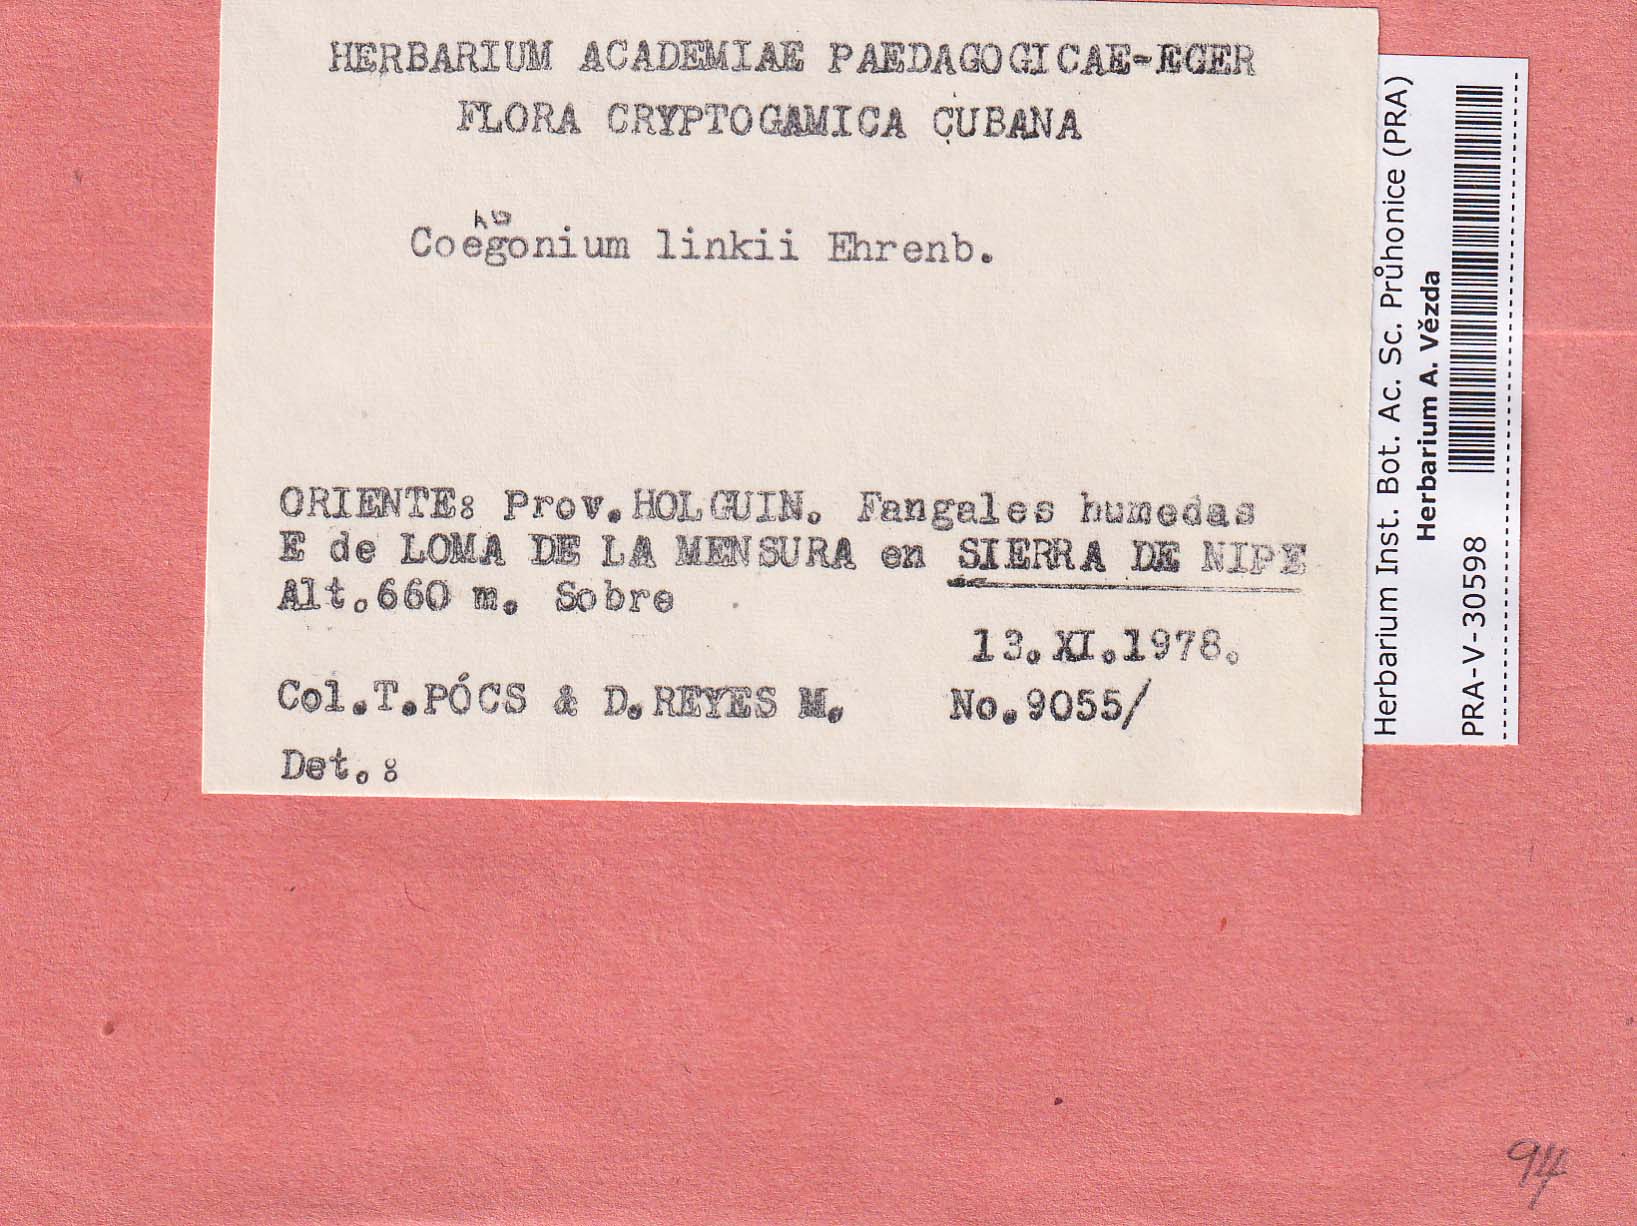 HERBARIUM ACADEMIAE PAEDAGOGICAE-EGER
FLORA CRYPTOGAMICA CUBANA
Coegonium linkii Ehrenb.
ORIENTE: Prov.HOLGUIN. Fangales humedas
E de LOMA DE LA MENSURA en SIERRA DE NIPE
Alt.660 m. Sobre
13.XI.1978.
Col.T.PÓCS & D.REYES M. No.9055/
Det.:
Herbarium Inst. Bot. Ac. Sc. Průhonice (PRA)
Herbarium A. Vězda
PRA-V-30598
94